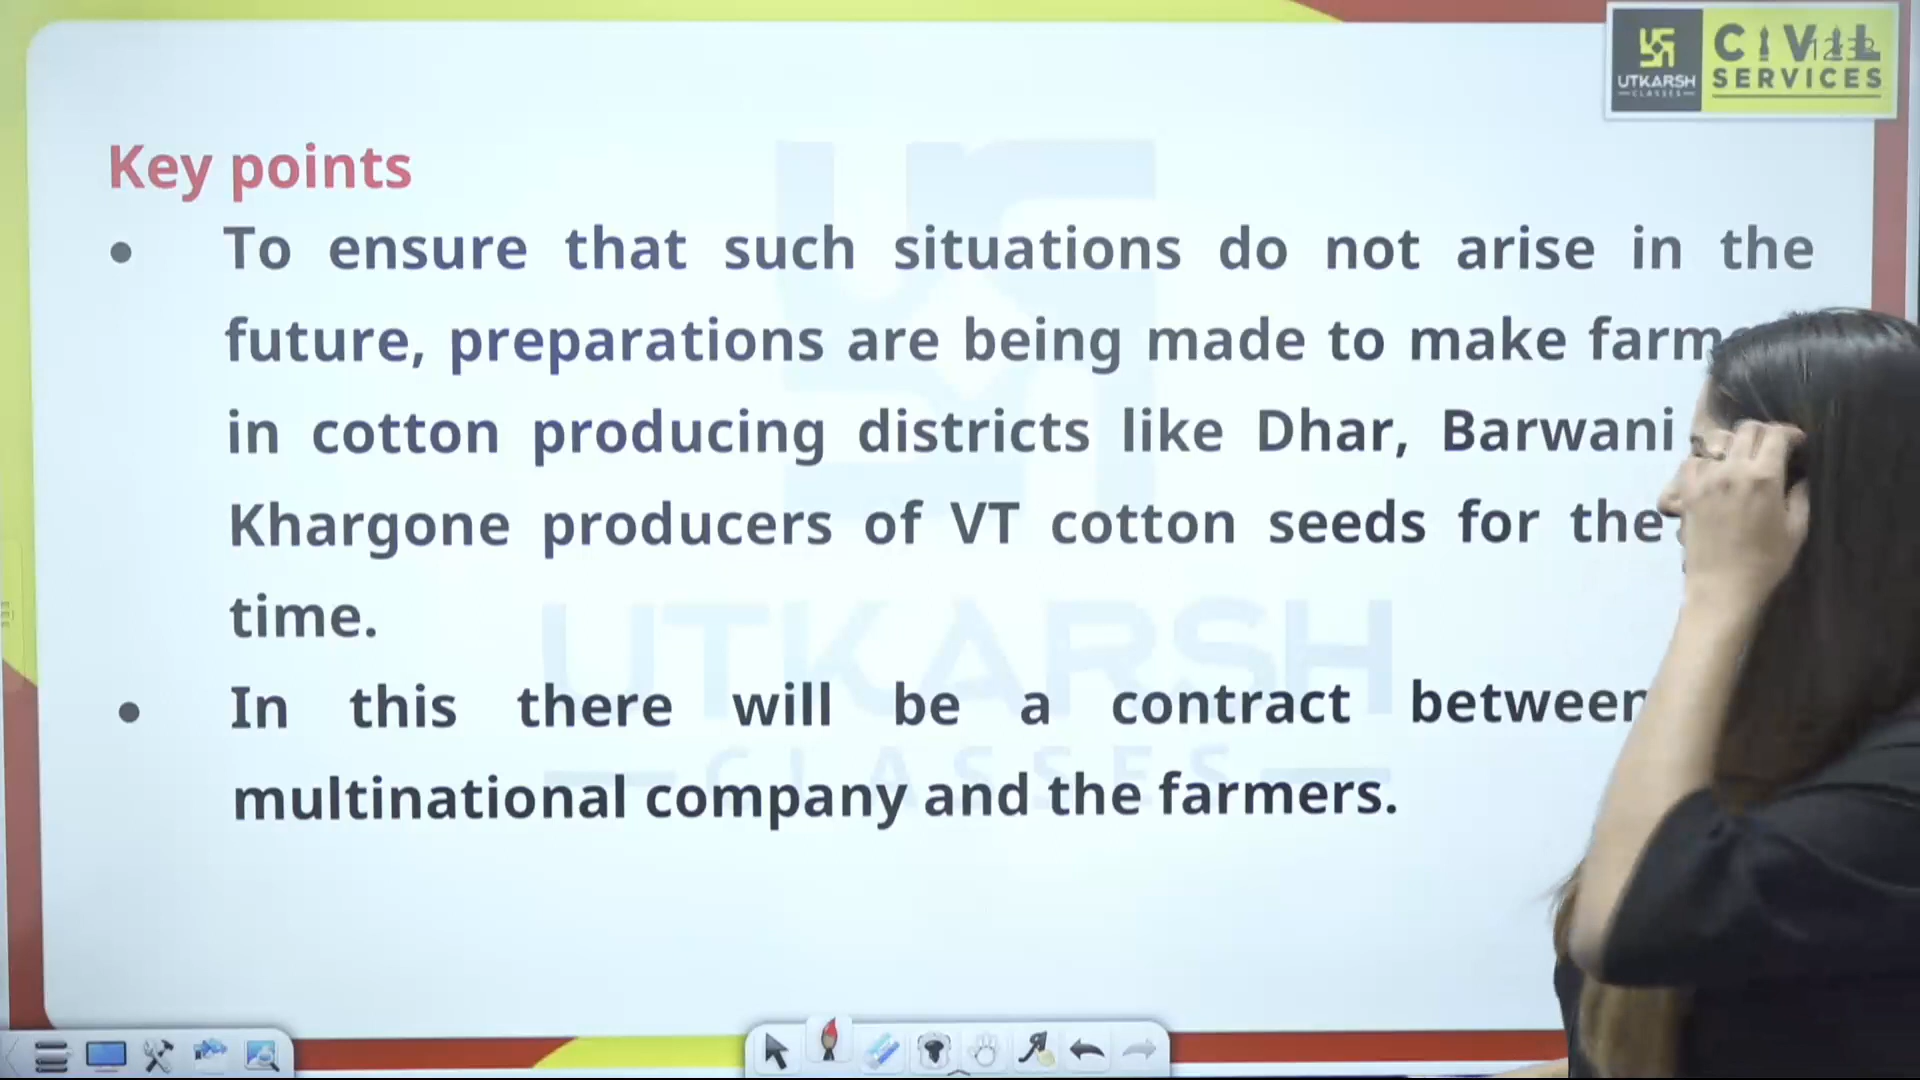 UTKARSH
CLASSES
CIVIL
SERVICES
Key points
• To ensure that such situations do not arise in the
future, preparations are being made to make
in cotton producing districts like Dhar, Barwani
Khargone producers of VT cotton seeds for the
time.
• In this there will be a contract between
multinational company and the farmers.
UTKARSH
CLASSES